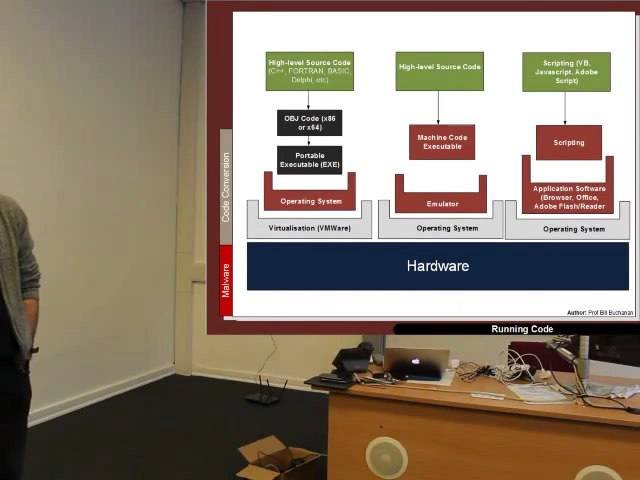 High-level Source Code
(C++, FORTRAN, BASIC,
Delphi, etc)
OBJ Code (x86
or x64)
Portable
Executable (EXE)
Operating System
Virtualisation (VMWare)
High-level Source Code
Machine Code
Executable
Emulator
Operating System
Scripting (VB,
Javascript, Adobe
Script)
Scripting
Application Software
(Browser, Office,
Adobe Flash/Reader
Operating System
Code Conversion
Malware
Hardware
Author: Prof Bill Buchanan
Running Code